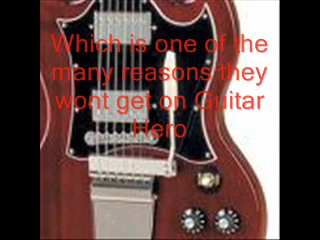 Which is one of the
many reasons they
wont get on Guitar
Hero